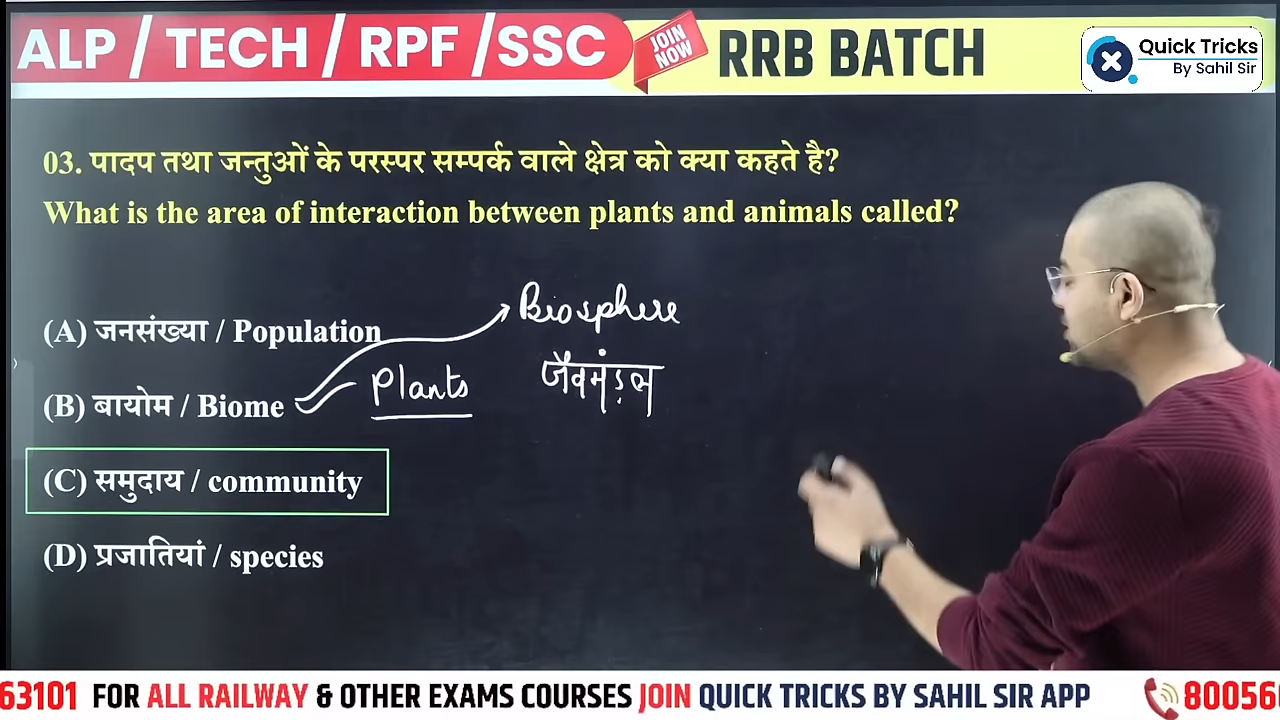 ALP / TECH / RPF / SSC
JOIN NOW
RRB BATCH
Quick Tricks
By Sahil Sir
03. पादप तथा जन्तुओं के परस्पर सम्पर्क वाले क्षेत्र को क्या कहते है?
What is the area of interaction between plants and animals called?
Biosphere
(A) जनसंख्या / Population
Plants जैवमंडल
(B) बायोम / Biome
(C) समुदाय / community
(D) प्रजातियां / species
63101 FOR ALL RAILWAY & OTHER EXAMS COURSES JOIN QUICK TRICKS BY SAHIL SIR APP 80056